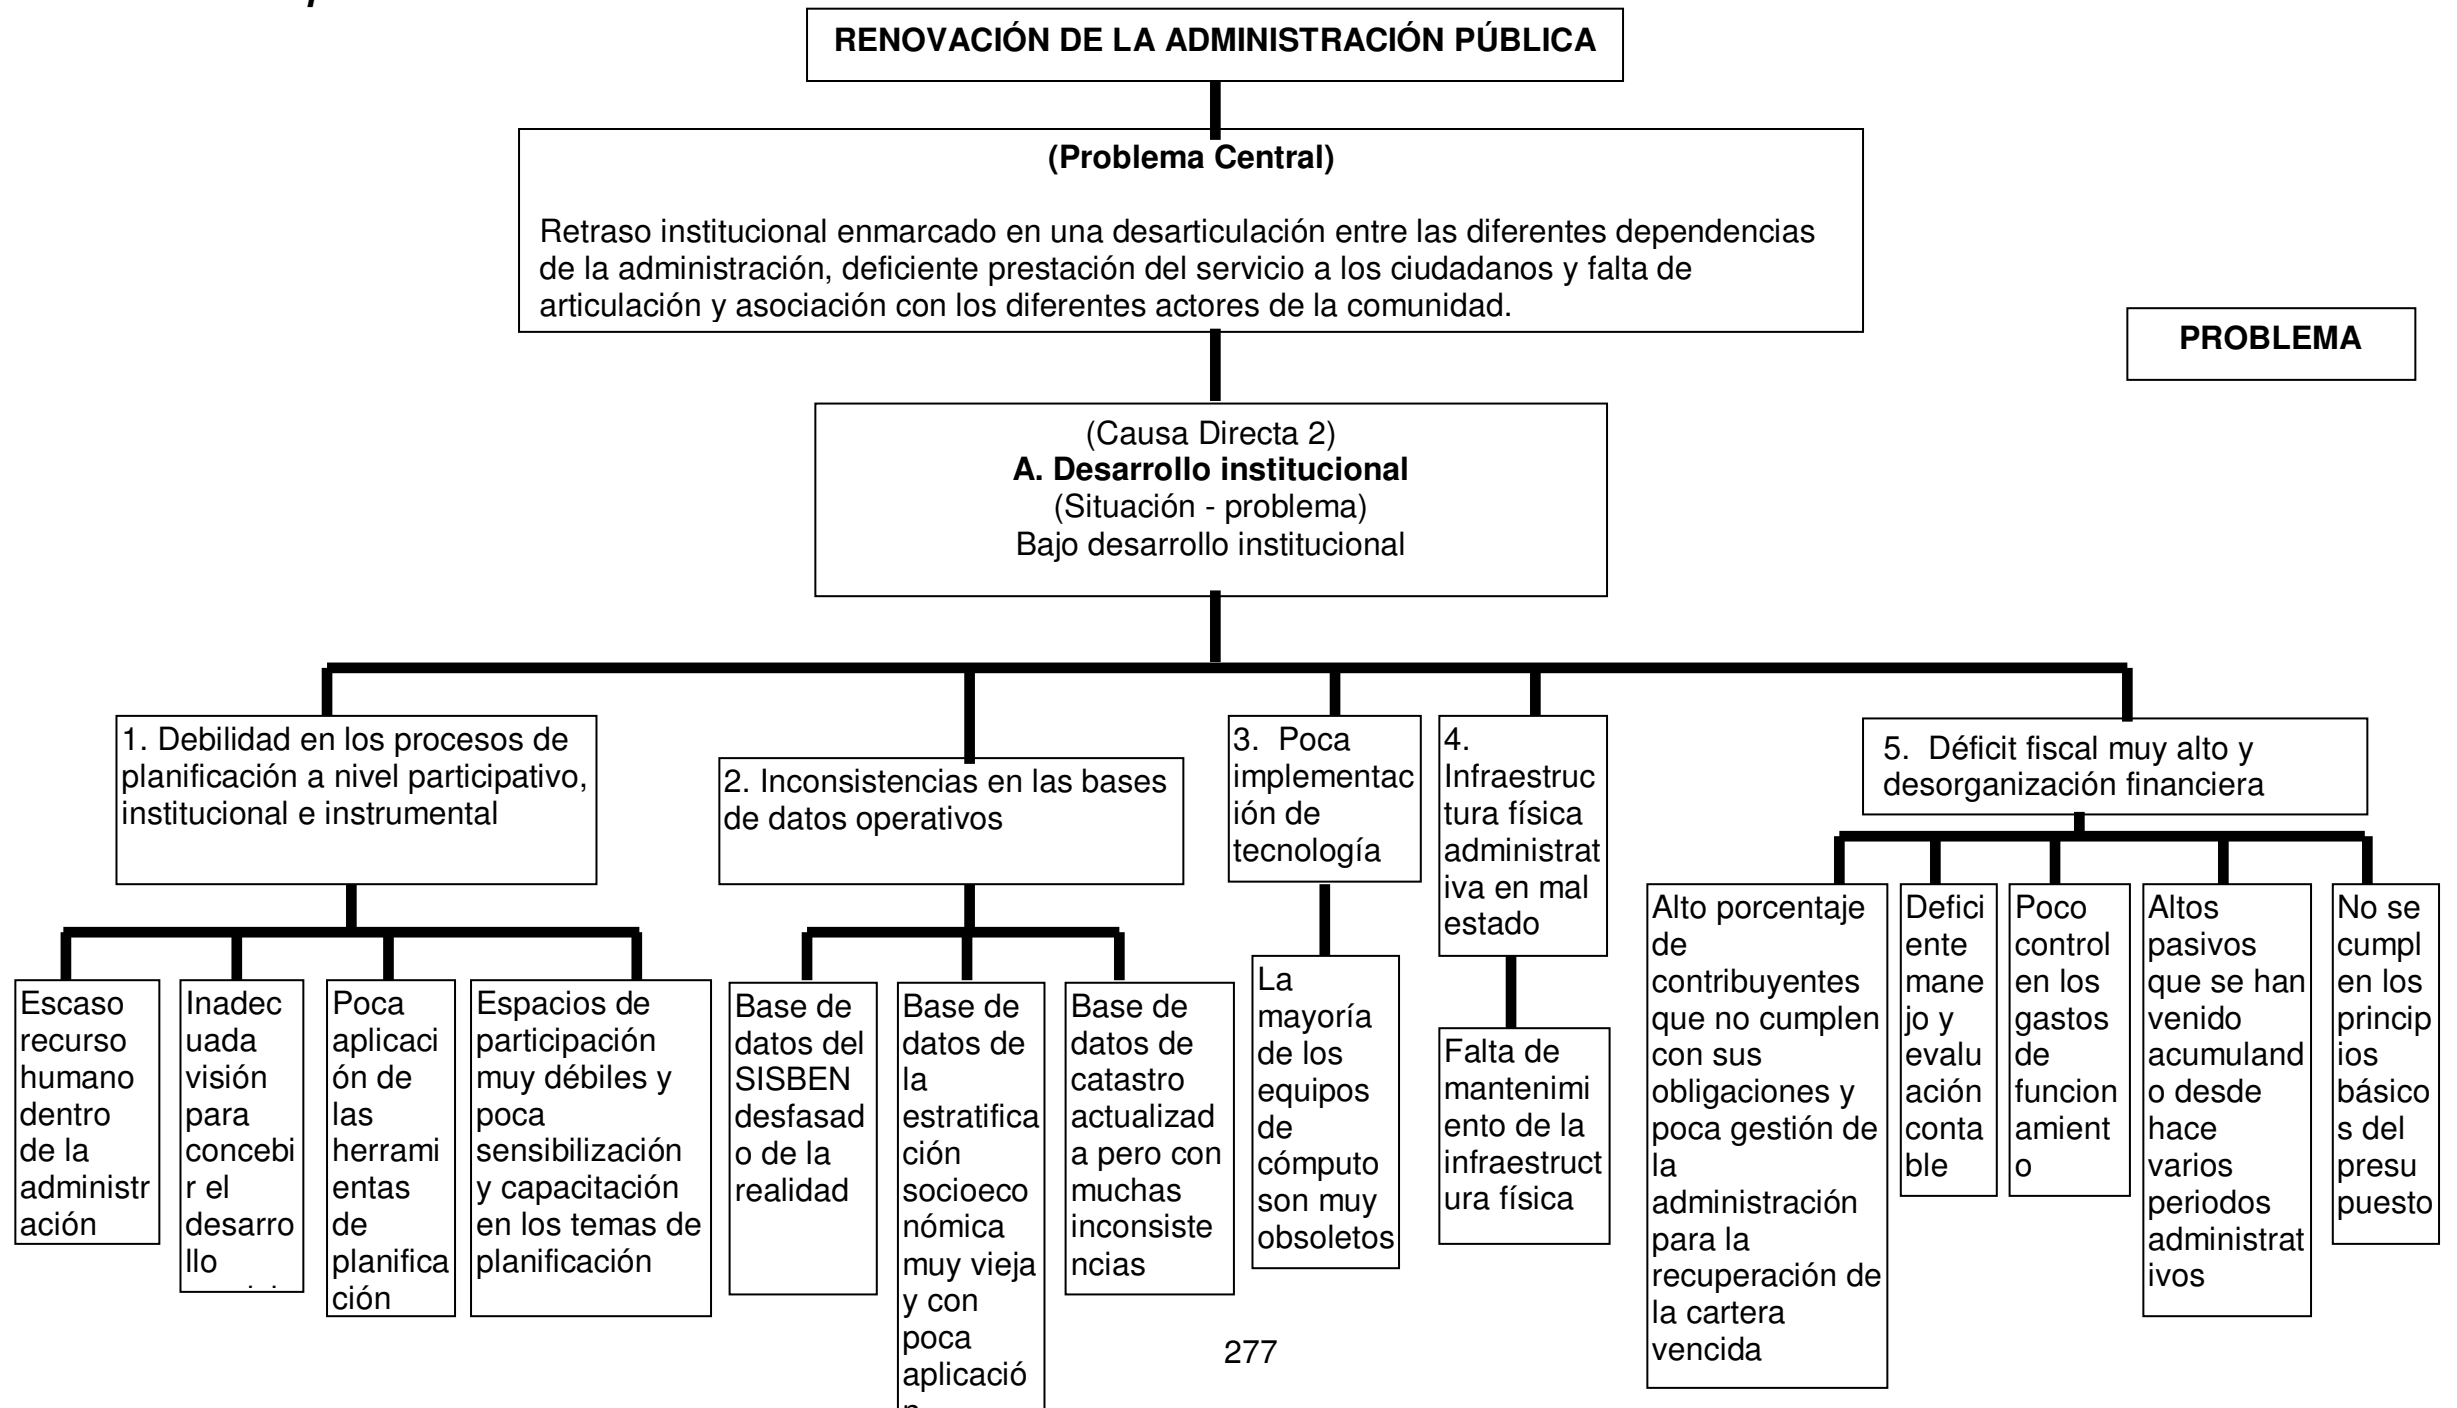 RENOVACIÓN DE LA ADMINISTRACIÓN PÚBLICA
(Problema Central)
Retraso institucional enmarcado en una desarticulación entre las diferentes dependencias
de la administración, deficiente prestación del servicio a los ciudadanos y falta de
articulación y asociación con los diferentes actores de la comunidad.
PROBLEMA
(Causa Directa 2)
A. Desarrollo institucional
(Situación - problema)
Bajo desarrollo institucional
1. Debilidad en los procesos de
planificación a nivel participativo,
institucional e instrumental
2. Inconsistencias en las bases
de datos operativos
3. Poca
implementac
ión de
tecnología
4.
Infraestruc
tura física
administrat
iva en mal
estado
5. Déficit fiscal muy alto y
desorganización financiera
Escaso
recurso
humano
dentro
de la
administr
ación
Inadec
uada
visión
para
concebi
r el
desarro
llo
Poca
aplicaci
ón de
las
herrami
entas
de
planifica
ción
Espacios de
participación
muy débiles y
poca
sensibilización
y capacitación
en los temas de
planificación
Base de
datos del
SISBEN
desfasad
o de la
realidad
Base de
datos de
la
estratifica
ción
socioeco
nómica
muy vieja
y con
poca
aplicació
Base de
datos de
catastro
actualizad
a pero con
muchas
inconsiste
ncias
La
mayoría
de los
equipos
de
cómputo
son muy
obsoletos
Falta de
mantenimi
ento de la
infraestruct
ura física
Alto porcentaje
de
contribuyentes
que no cumplen
con sus
obligaciones y
poca gestión de
la
administración
para la
recuperación de
la cartera
vencida
Defici
ente
mane
jo y
evalu
ación
conta
ble
Poco
control
en los
gastos
de
funcion
amient
o
Altos
pasivos
que se han
venido
acumuland
o desde
hace
varios
periodos
administrat
ivos
No se
cumpl
en los
princip
ios
básico
s del
presu
puesto
277